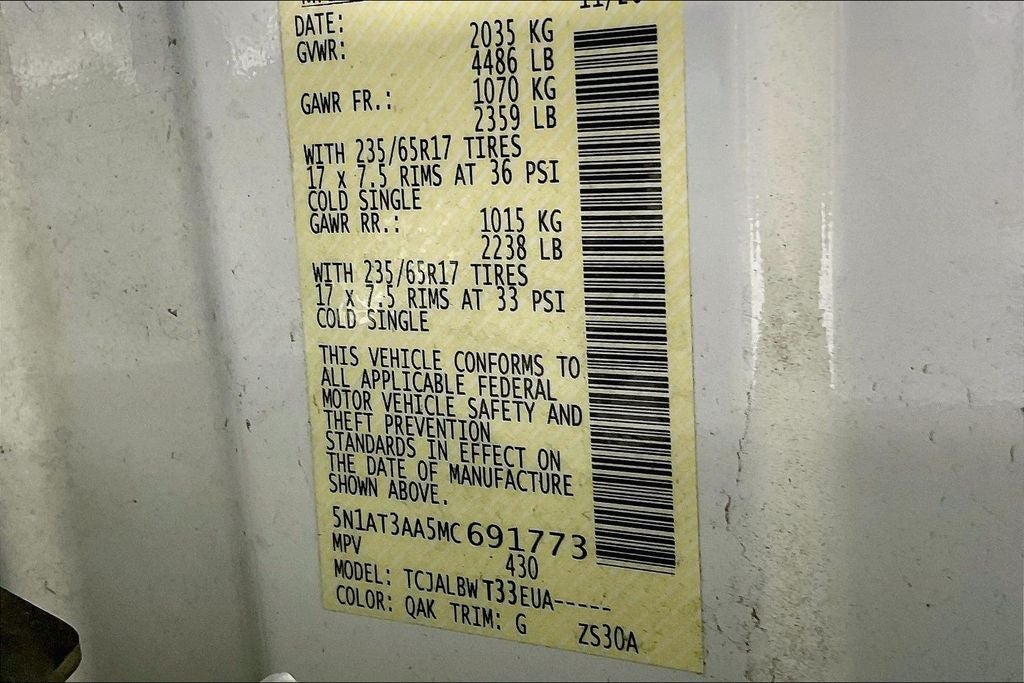 DATE:
GVWR: 2035 KG
4486 LB
GAWR FR.: 1070 KG
2359 LB
WITH 235/65R17 TIRES
17 X 7.5 RIMS AT 36 PSI
COLD SINGLE
GAWR RR.: 1015 KG
2238 LB
WITH 235/65R17 TIRES
17 X 7.5 RIMS AT 33 PSI
COLD SINGLE
THIS VEHICLE CONFORMS TO
ALL APPLICABLE FEDERAL
MOTOR VEHICLE SAFETY AND
THEFT PREVENTION
STANDARDS IN EFFECT ON
THE DATE OF MANUFACTURE
SHOWN ABOVE.
5N1AT3AA5MC691773
MPV 430
MODEL: TCJALBWT33EUA-----
COLOR: QAK TRIM: G ZS30A